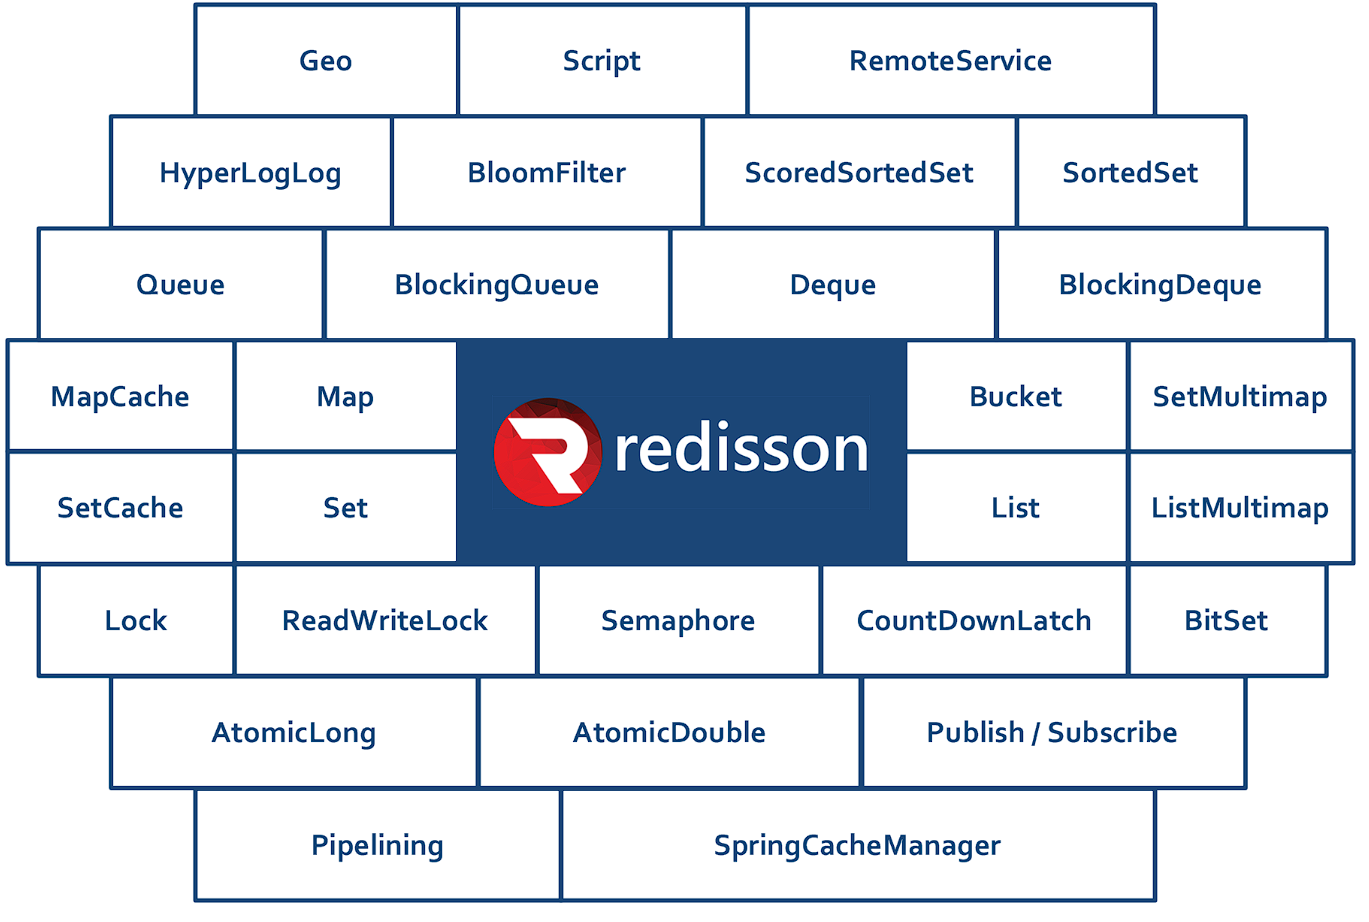 Geo
Script
RemoteService
HyperLogLog
BloomFilter
ScoredSortedSet
SortedSet
Queue
BlockingQueue
Deque
BlockingDeque
MapCache
Map
redisson
Bucket
SetMultimap
SetCache
Set
List
ListMultimap
Lock
ReadWriteLock
Semaphore
CountDownLatch
BitSet
AtomicLong
AtomicDouble
Publish / Subscribe
Pipelining
SpringCacheManager